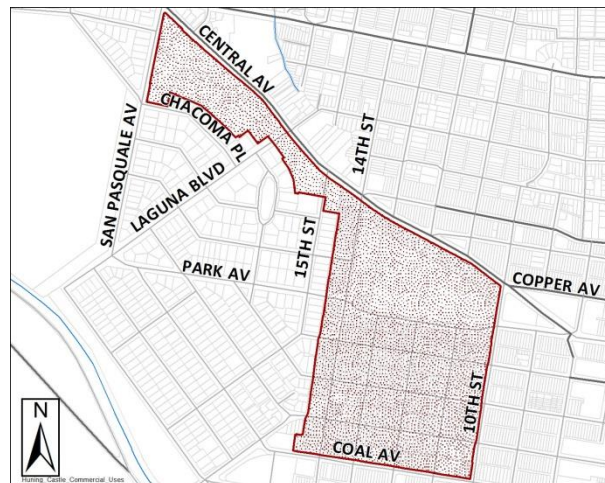 CENTRAL AV
CHACOMA PL
14TH ST
SAN PASQUALE AV
LAGUNA BLVD
15TH ST
PARK AV
COPPER AV
10TH ST
COAL AV
N
Huning_Castle_Commercial_Uses